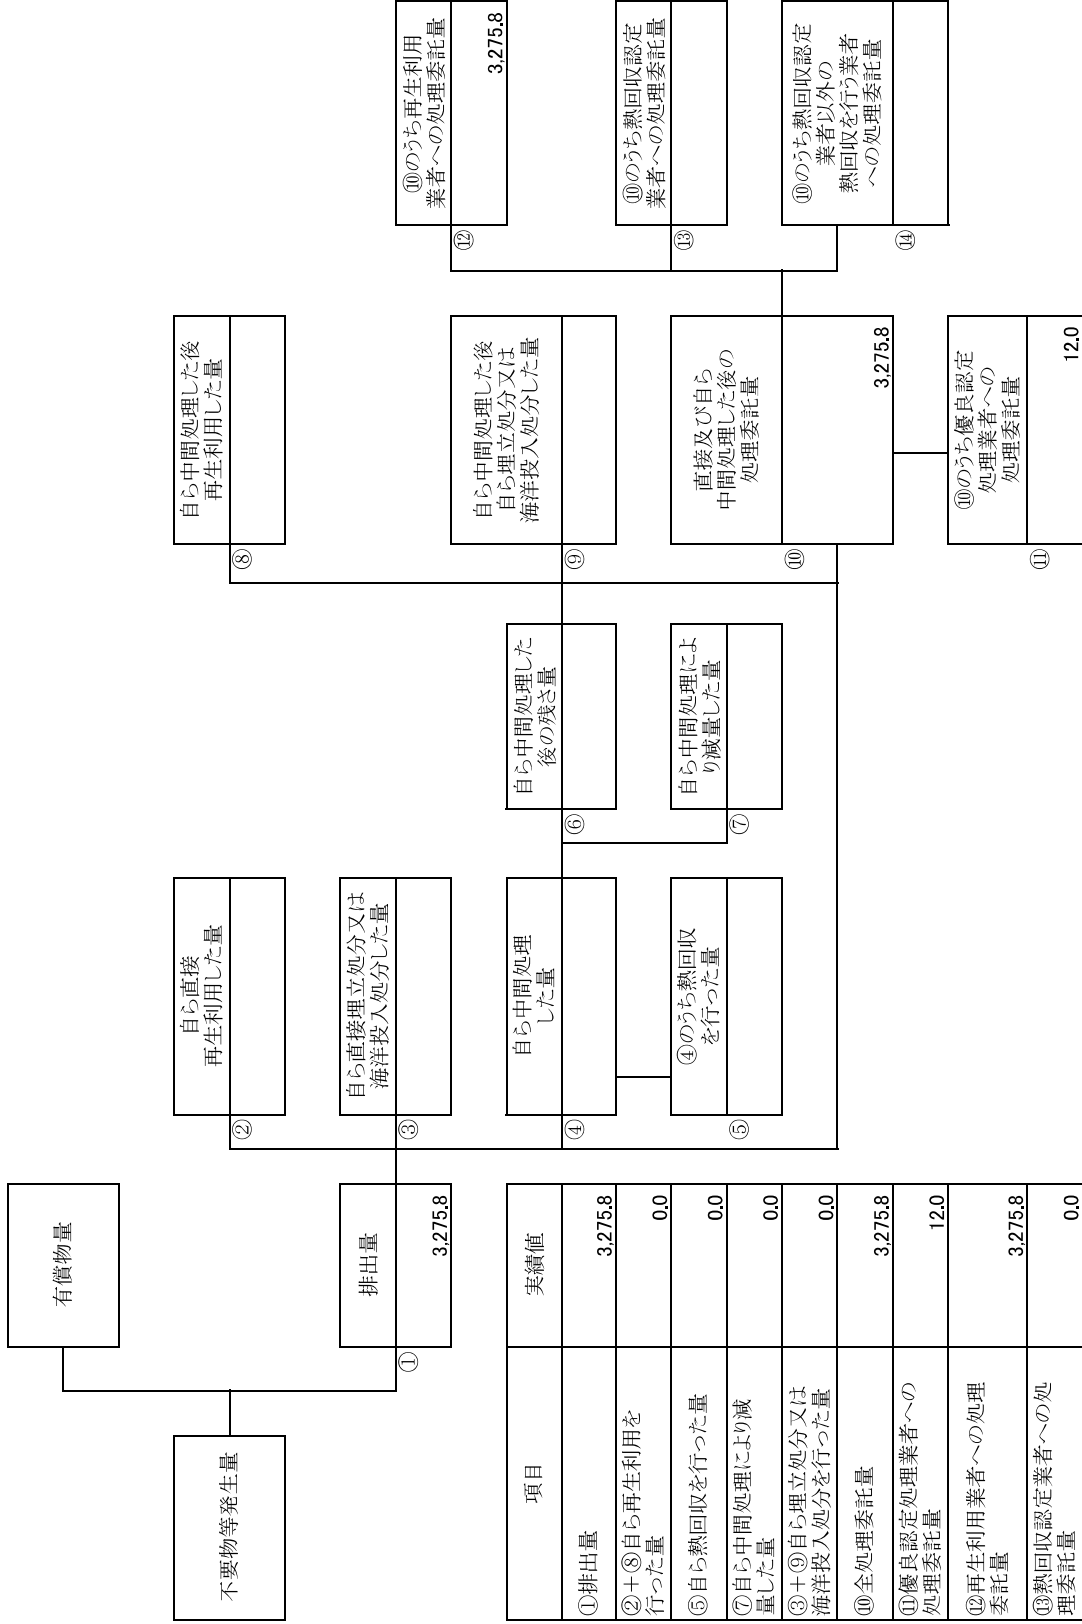 不要物等発生量
有償物量
排出量
①
3,275.8
自ら直接
再生利用した量
②
自ら直接埋立処分又は
海洋投入処分した量
③
自ら中間処理
した量
④
④のうち熱回収
を行った量
⑤
自ら中間処理した
後の残さ量
⑥
自ら中間処理によ
り減量した量
⑦
自ら中間処理した後
再生利用した量
⑧
自ら中間処理した後
自ら埋立処分又は
海洋投入処分した量
⑨
直接及び自ら
中間処理した後の
処理委託量
⑩
3,275.8
⑩のうち優良認定
処理業者への
処理委託量
⑪
12.0
⑩のうち再生利用
業者への処理委託量
⑫
3,275.8
⑩のうち熱回収認定
業者への処理委託量
⑬
⑩のうち熱回収認定
業者以外の
熱回収を行う業者
への処理委託量
⑭
項目 実績値
①排出量 3,275.8
②+⑧自ら再生利用を
行った量 0.0
⑤自ら熱回収を行った量 0.0
⑦自ら中間処理により減
量した量 0.0
③+⑨自ら埋立処分又は
海洋投入処分を行った量 0.0
⑩全処理委託量 3,275.8
⑪優良認定処理業者への
処理委託量 12.0
⑫再生利用業者への処理
委託量 3,275.8
⑬熱回収認定業者への処
理委託量 0.0